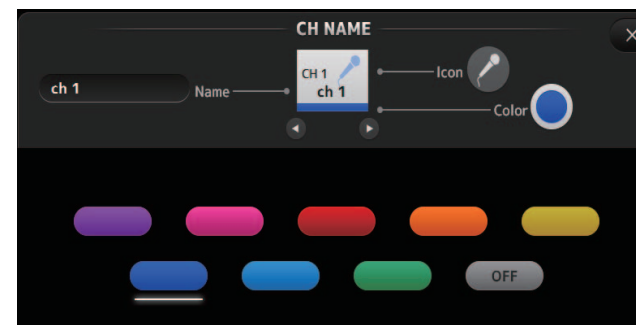 CH NAME
ch 1
Name
CH 1
ch 1
Icon
Color
OFF